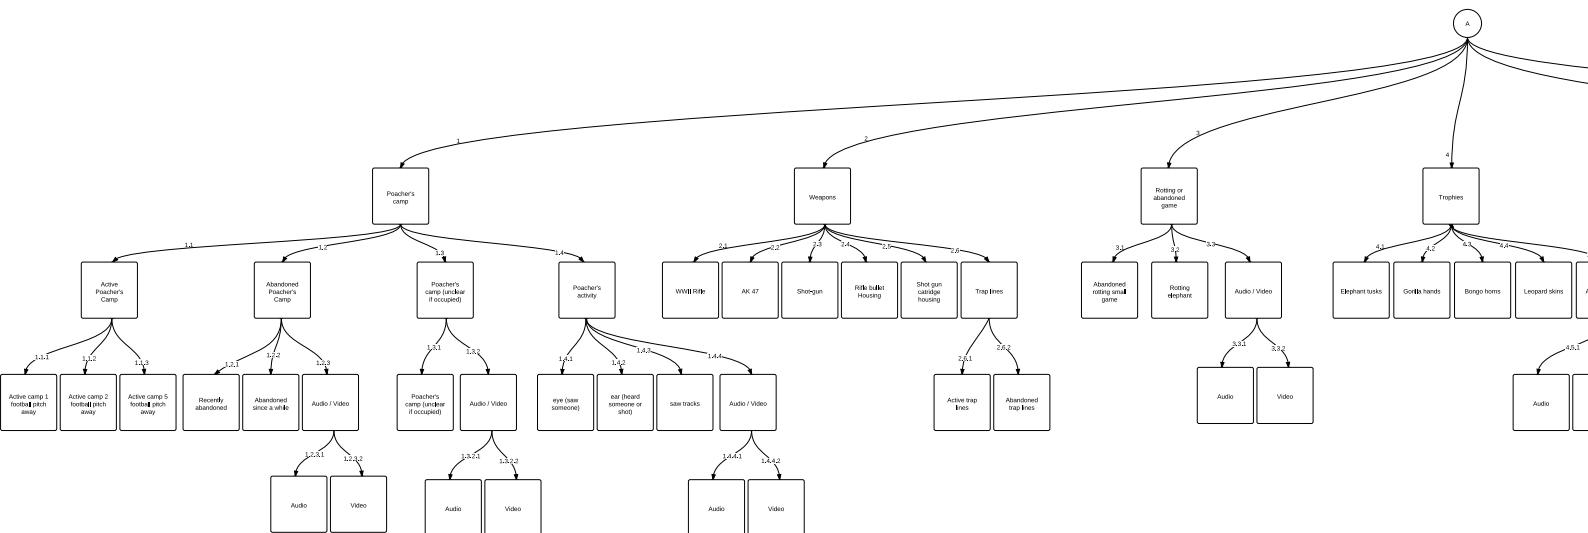 A
1
2
3
4
Poacher's
camp
Weapons
Rotting or
abandoned
game
Trophies
1.1
1.2
1.3
1.4
2.1
2.2
2.3
2.4
2.5
2.6
3.1
3.2
3.3
4.1
4.2
4.3
4.4
Active
Poacher's
Camp
Abandoned
Poacher's
Camp
Poacher's
camp (unclear
if occupied)
Poacher's
activity
WWII Rifle
AK 47
Shot-gun
Rifle bullet
Housing
Shot gun
catridge
housing
Trap lines
Abandoned
rotting small
game
Rotting
elephant
Audio / Video
Elephant tusks
Gorilla hands
Bongo horns
Leopard skins
1.1.1
1.1.2
1.1.3
1.2.1
1.2.2
1.2.3
1.3.1
1.3.2
1.4.1
1.4.2
1.4.3
1.4.4
2.6.1
2.6.2
3.3.1
3.3.2
4.5.1
Active camp 1
football pitch
away
Active camp 2
football pitch
away
Active camp 5
football pitch
away
Recently
abandoned
Abandoned
since a while
Audio / Video
Poacher's
camp (unclear
if occupied)
Audio / Video
eye (saw
someone)
ear (heard
someone or
shot)
saw tracks
Audio / Video
Active trap
lines
Abandoned
trap lines
Audio
Video
Audio
1.2.3.1
1.2.3.2
1.3.2.1
1.3.2.2
1.4.4.1
1.4.4.2
Audio
Video
Audio
Video
Audio
Video